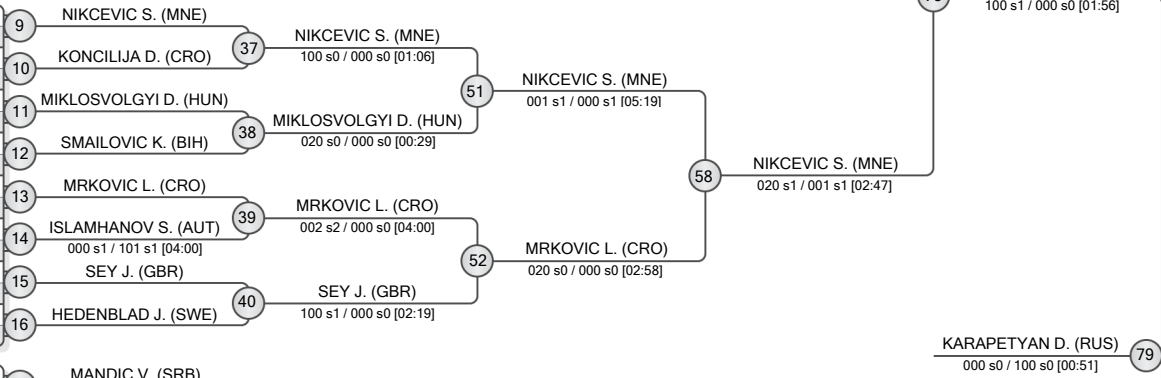 100 s1 / 000 s0 [01:56]
9
NIKCEVIC S. (MNE)
37
NIKCEVIC S. (MNE)
100 s0 / 000 s0 [01:06]
10
KONCILIJA D. (CRO)
51
NIKCEVIC S. (MNE)
001 s1 / 000 s1 [05:19]
11
MIKLOSVOLGYI D. (HUN)
38
MIKLOSVOLGYI D. (HUN)
020 s0 / 000 s0 [00:29]
12
SMAILOVIC K. (BIH)
58
NIKCEVIC S. (MNE)
020 s1 / 001 s1 [02:47]
13
MRKOVIC L. (CRO)
39
MRKOVIC L. (CRO)
002 s2 / 000 s0 [04:00]
14
ISLAMHANOV S. (AUT)
000 s1 / 101 s1 [04:00]
52
MRKOVIC L. (CRO)
020 s0 / 000 s0 [02:58]
15
SEY J. (GBR)
40
SEY J. (GBR)
100 s1 / 000 s0 [02:19]
16
HEDENBLAD J. (SWE)
KARAPETYAN D. (RUS)
000 s0 / 100 s0 [00:51]
79
MANDIC V. (SRB)